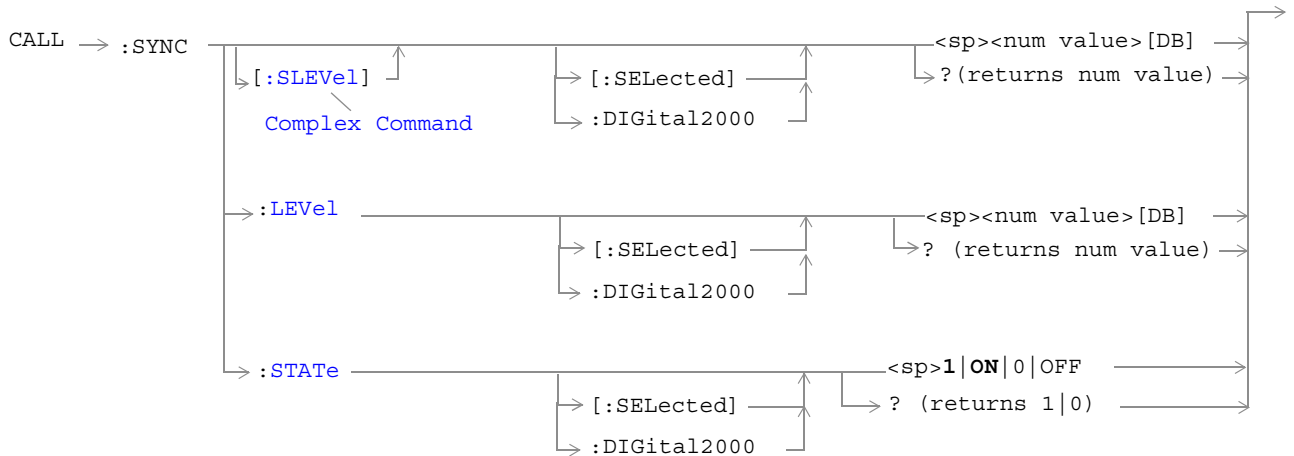 CALL :SYNC <sp><num value>[DB]
[:SLEVel] [:SELected] ?(returns num value)
Complex Command :DIGital2000
:LEVel <sp><num value>[DB]
[:SELected] ? (returns num value)
:DIGital2000
:STATe <sp>1|ON|0|OFF
[:SELected] ? (returns 1|0)
:DIGital2000